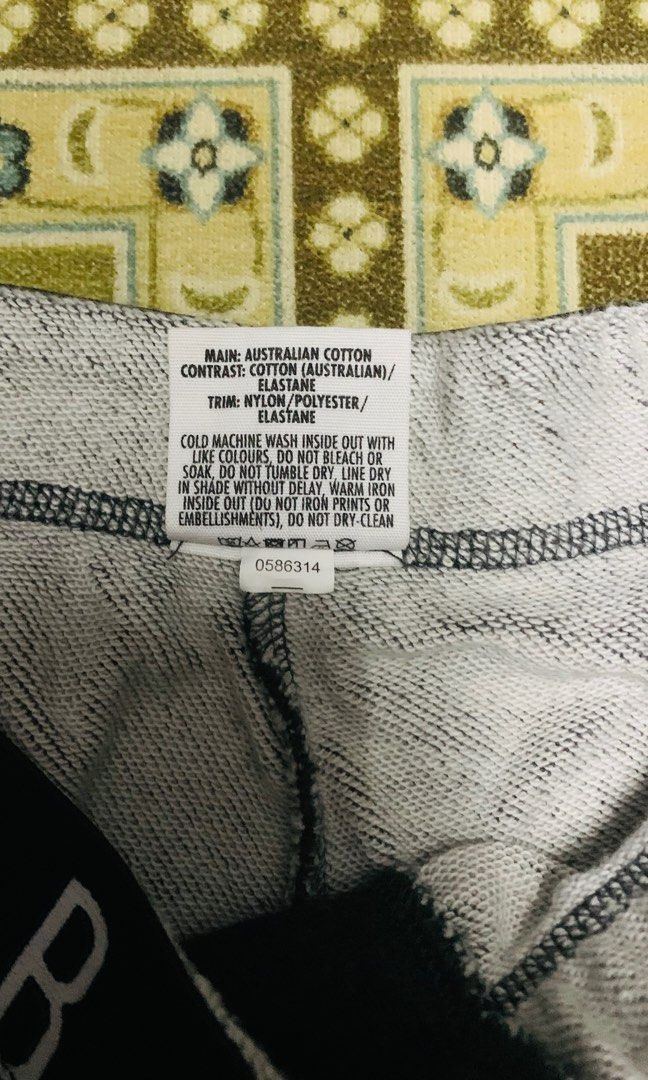 MAIN: AUSTRALIAN COTTON
CONTRAST: COTTON (AUSTRALIAN)/
ELASTANE
TRIM: NYLON/POLYESTER/
ELASTANE
COLD MACHINE WASH INSIDE OUT WITH
LIKE COLOURS, DO NOT BLEACH OR
SOAK, DO NOT TUMBLE DRY, LINE DRY
IN SHADE WITHOUT DELAY, WARM IRON
INSIDE OUT (DO NOT IRON PRINTS OR
EMBELLISHMENTS), DO NOT DRY-CLEAN
0586314
B